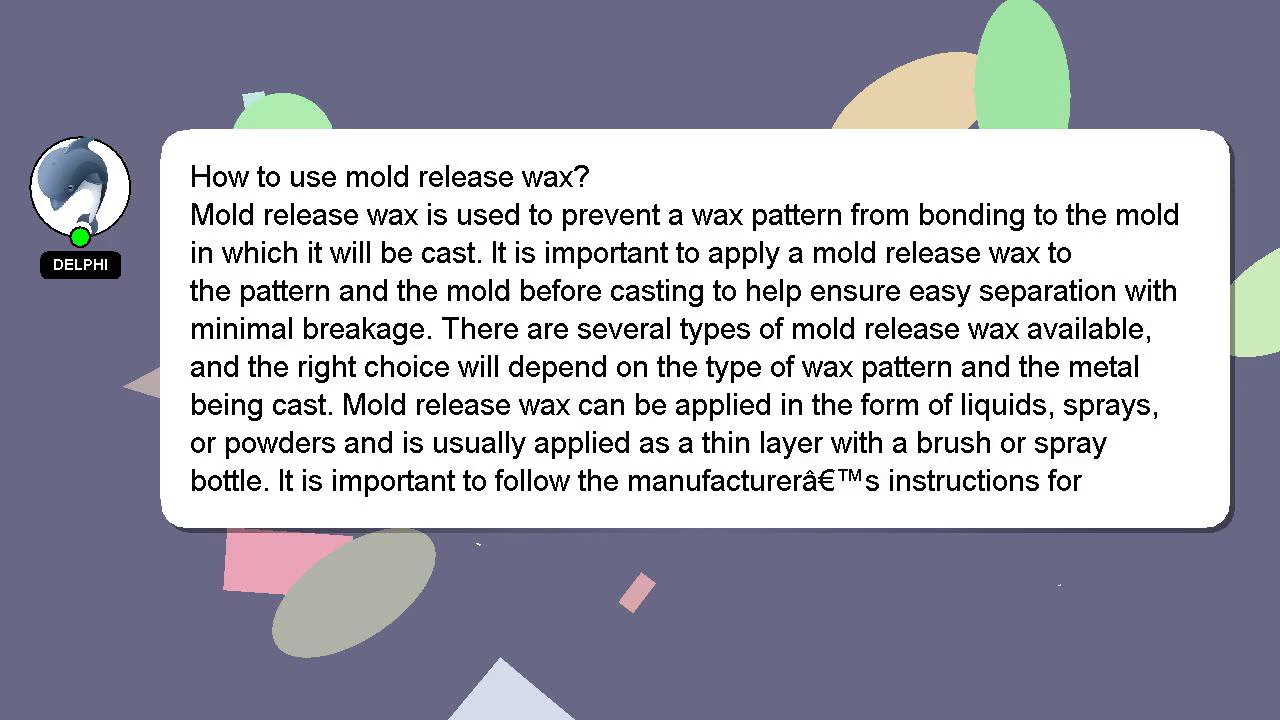 How to use mold release wax?
Mold release wax is used to prevent a wax pattern from bonding to the mold
in which it will be cast. It is important to apply a mold release wax to
the pattern and the mold before casting to help ensure easy separation with
minimal breakage. There are several types of mold release wax available,
and the right choice will depend on the type of wax pattern and the metal
being cast. Mold release wax can be applied in the form of liquids, sprays,
or powders and is usually applied as a thin layer with a brush or spray
bottle. It is important to follow the manufacturerâ€™s instructions for
DELPHI